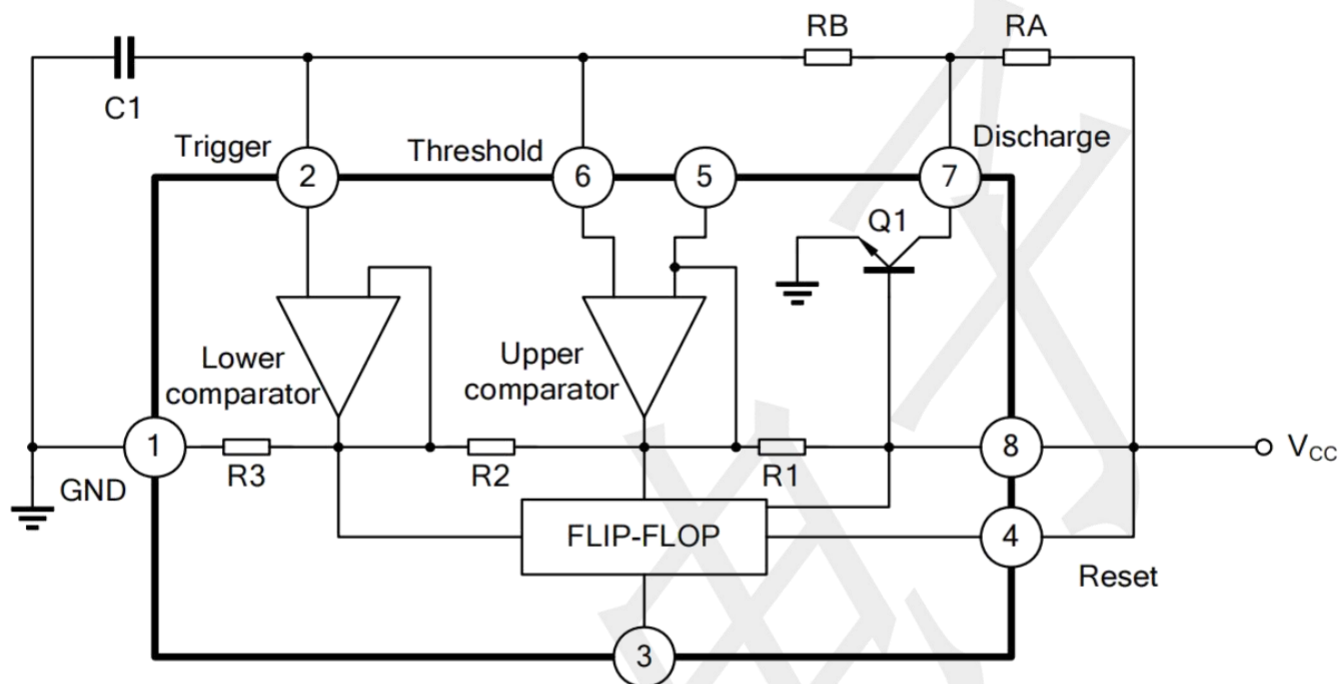 RB
RA
C1
Trigger
Threshold
Discharge
2
6
5
7
Q1
Lower
comparator
Upper
comparator
1
8
V<sub>CC</sub>
GND
R3
R2
R1
FLIP-FLOP
4
Reset
3